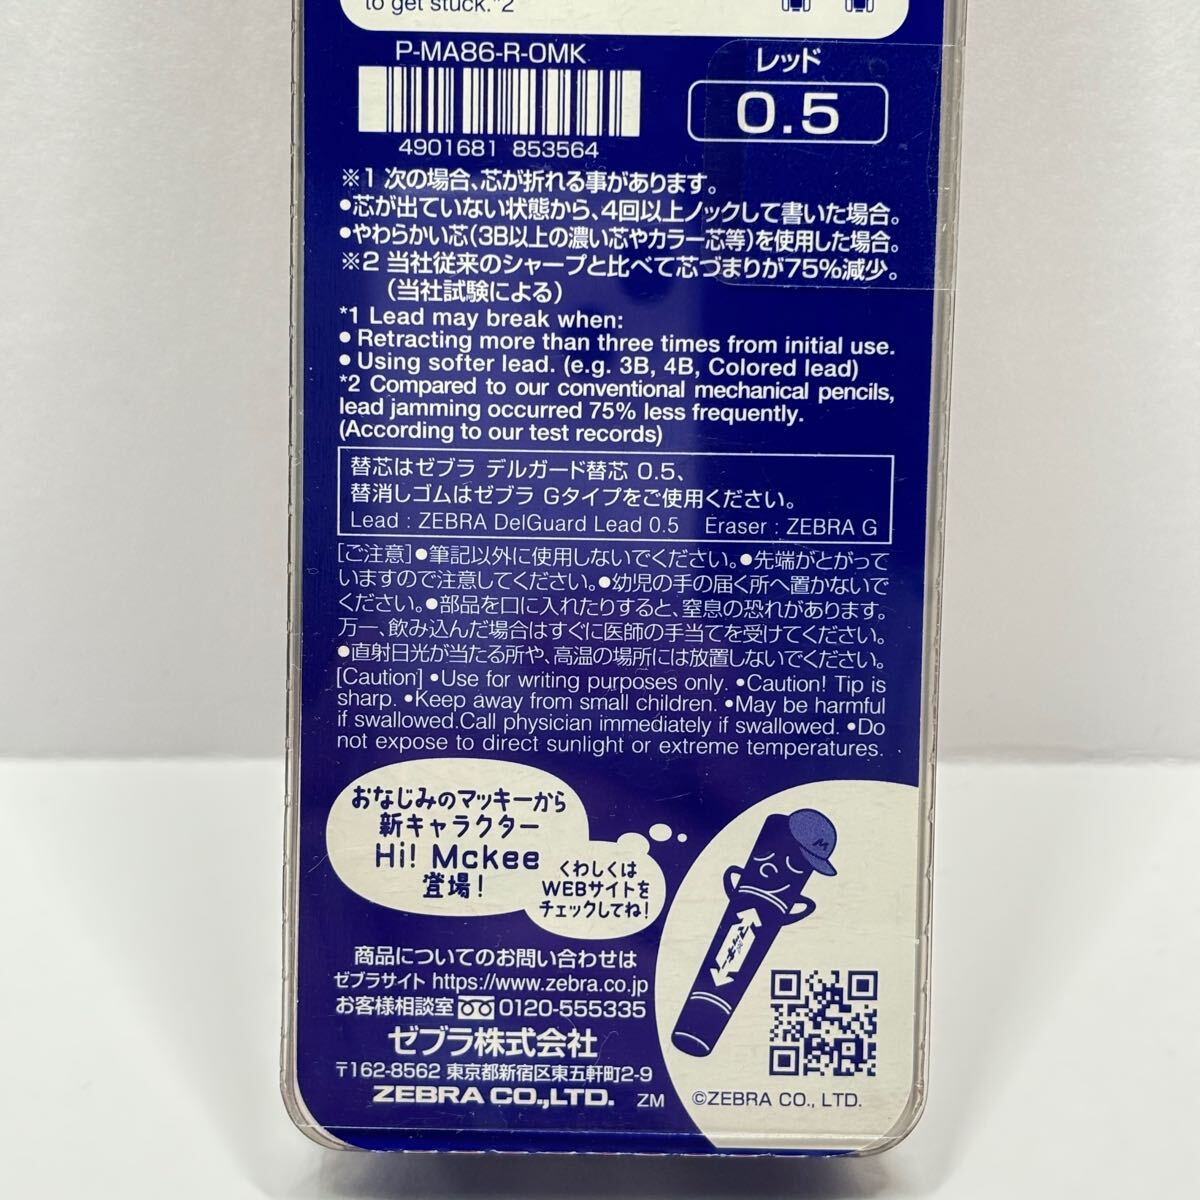 to get stuck."2
P-MA86-R-OMK
レッド
0.5
4901681 853564
※1 次の場合、芯が折れる事があります。
•芯が出ていない状態から、4回以上ノックして書いた場合。
•やわらかい芯(3B以上の濃い芯やカラー芯等)を使用した場合。
※2 当社従来のシャープと比べて芯づまりが75%減少。
(当社試験による)
*1 Lead may break when:
• Retracting more than three times from initial use.
• Using softer lead. (e.g. 3B, 4B, Colored lead)
*2 Compared to our conventional mechanical pencils,
lead jamming occurred 75% less frequently.
(According to our test records)
替芯はゼブラ デルガード替芯 0.5、
替消しゴムはゼブラ Gタイプをご使用ください。
Lead : ZEBRA DelGuard Lead 0.5 Eraser : ZEBRA G
[ご注意]•筆記以外に使用しないでください。•先端がとがって
いますので注意してください。•幼児の手の届く所へ置かないで
ください。•部品を口に入れたりすると、窒息の恐れがあります。
万一、飲み込んだ場合はすぐに医師の手当てを受けてください。
•直射日光が当たる所や、高温の場所には放置しないでください。
[Caution] •Use for writing purposes only. •Caution! Tip is
sharp. •Keep away from small children. •May be harmful
if swallowed.Call physician immediately if swallowed. •Do
not expose to direct sunlight or extreme temperatures.
おなじみのマッキーから
新キャラクター
Hi! Mckee
登場!
くわしくは
WEBサイトを
チェックしてね!
M
マッキー
商品についてのお問い合わせは
ゼブラサイト https://www.zebra.co.jp
お客様相談室 0120-555335
ゼブラ株式会社
〒162-8562 東京都新宿区東五軒町2-9
ZEBRA CO.,LTD. ZM
©ZEBRA CO., LTD.